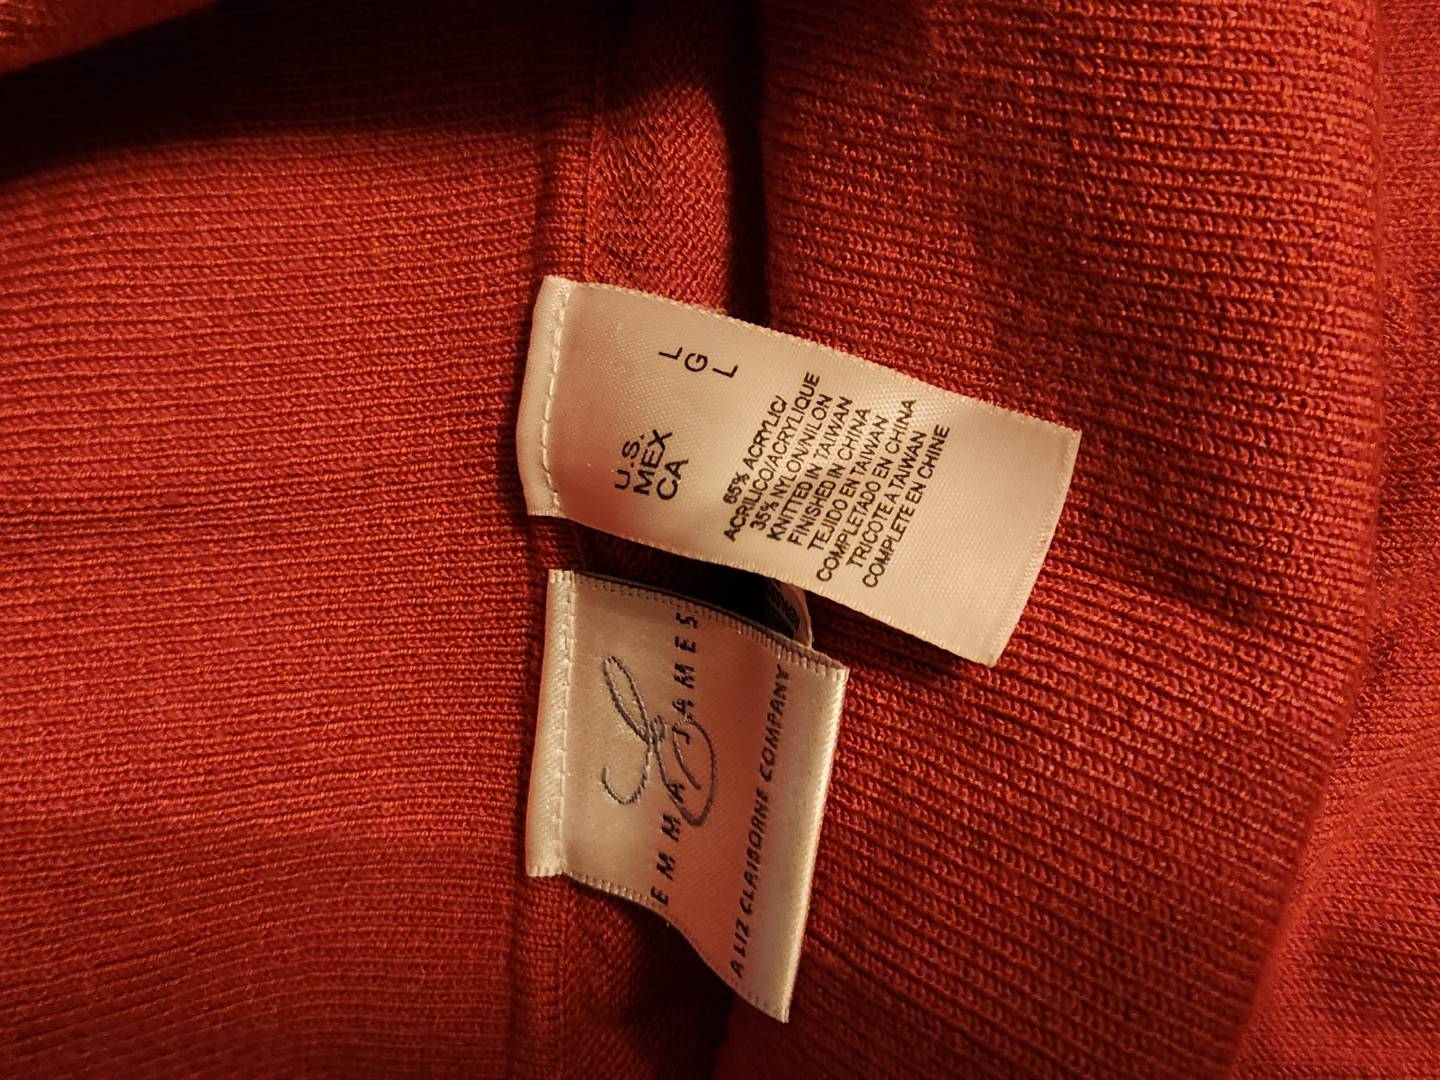 U.S. L
MEX G
CA L
65% ACRYLIC/
ACRILICO/ACRYLIQUE
35% NYLON/NILON
KNITTED IN TAIWAN
FINISHED IN CHINA
TEJIDO EN TAIWAN
COMPLETADO EN CHINA
TRICOTE A TAIWAN
COMPLETE EN CHINE
EMMA JAMES
A LIZ CLAIBORNE COMPANY